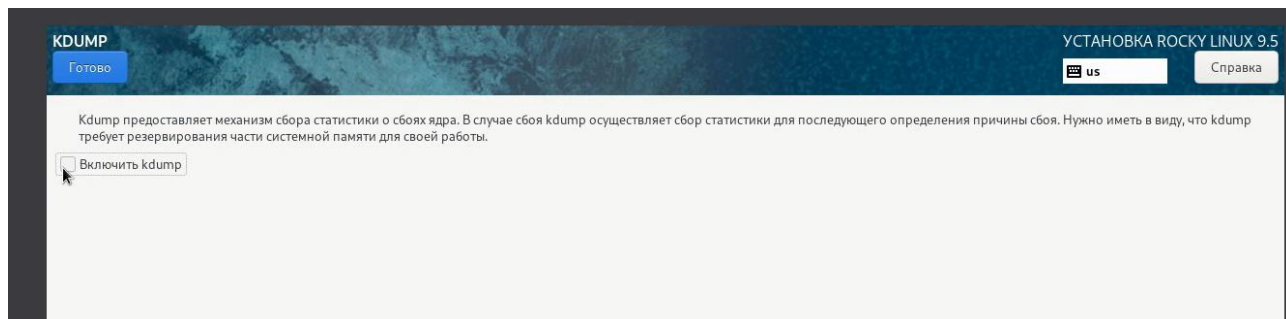 KDUMP
УСТАНОВКА ROCKY LINUX 9.5
Готово
us
Справка
Kdump предоставляет механизм сбора статистики о сбоях ядра. В случае сбоя kdump осуществляет сбор статистики для последующего определения причины сбоя. Нужно иметь в виду, что kdump
требует резервирования части системной памяти для своей работы.
Включить kdump